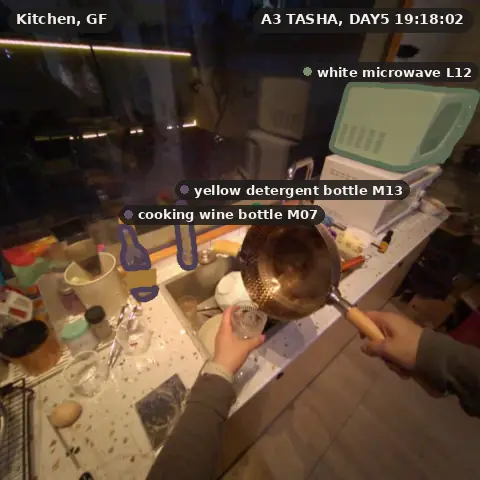 Kitchen, GF
A3 TASHA, DAY5 19:18:02
white microwave L12
yellow detergent bottle M13
cooking wine bottle M07